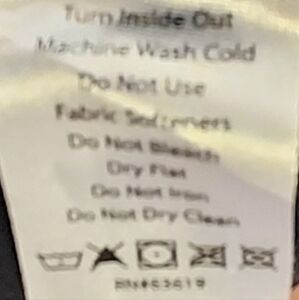 Turn Inside Out
Machine Wash Cold
Do Not Use
Fabric Softeners
Do Not Bleach
Dry Flat
Do Not Iron
Do Not Dry Clean